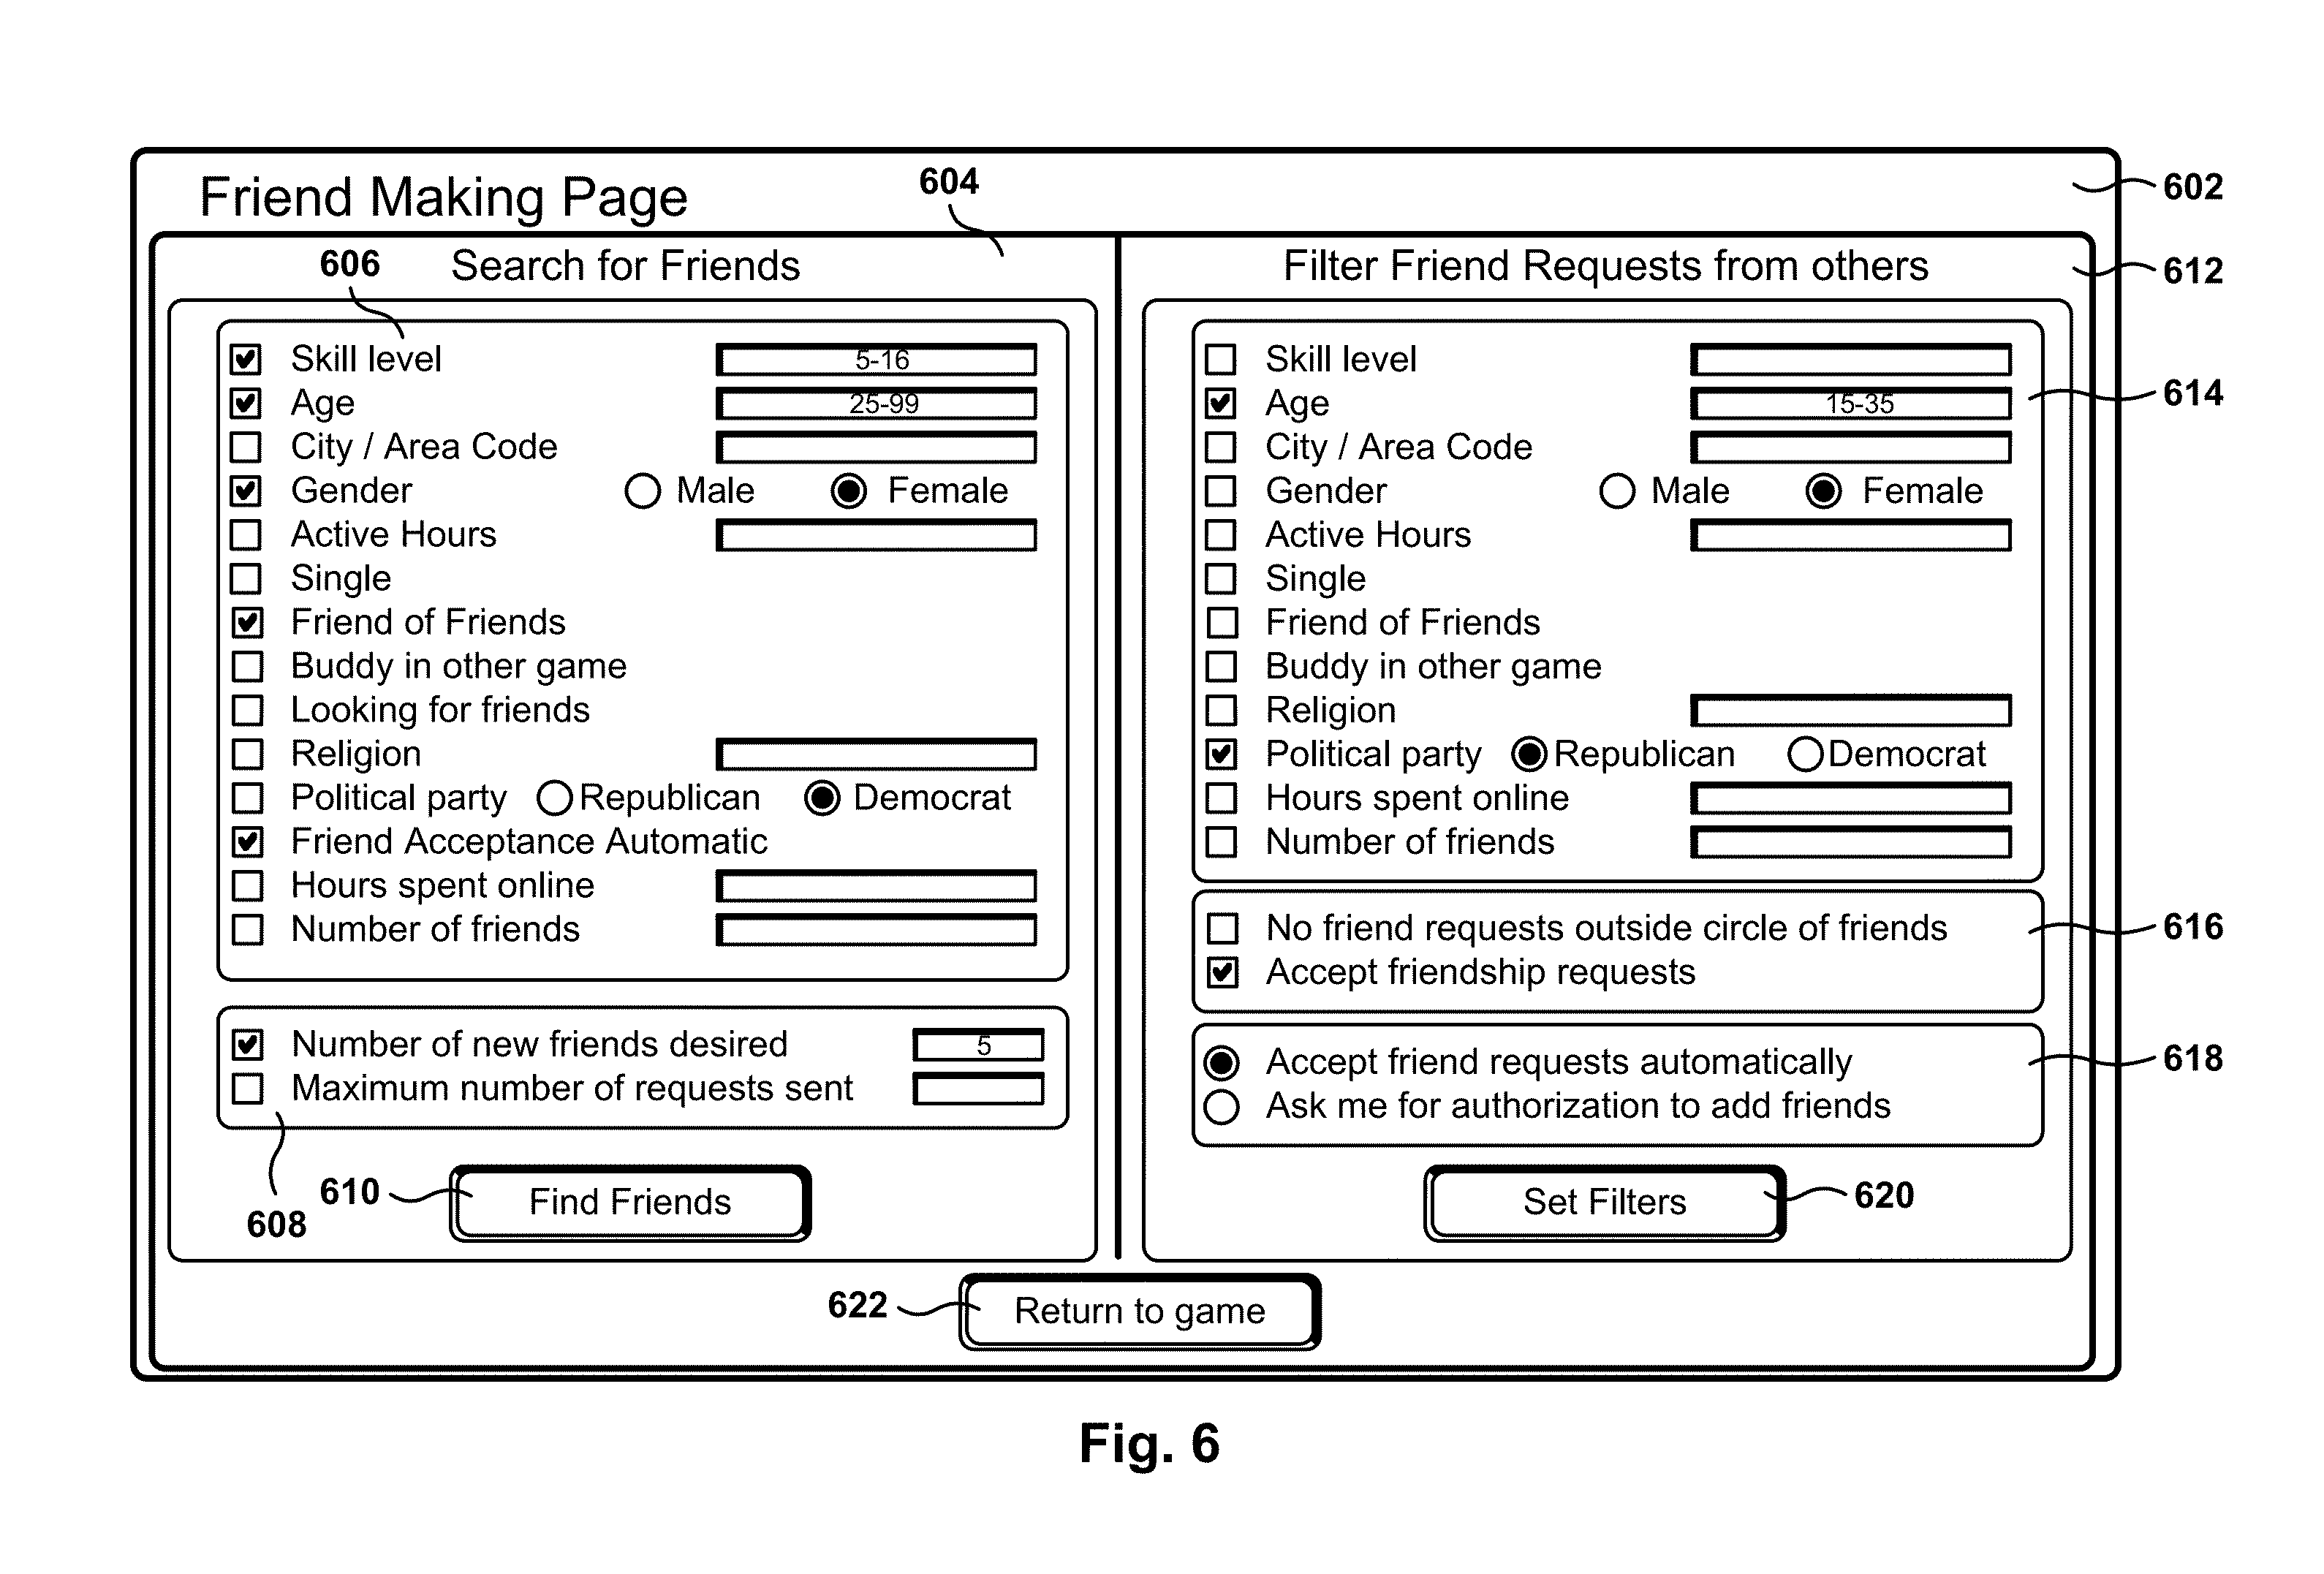 Friend Making Page
604
602
606
Search for Friends
Filter Friend Requests from others
612
Skill level 5-16
Age 25-99
City / Area Code
Gender Male Female
Active Hours
Single
Friend of Friends
Buddy in other game
Looking for friends
Religion
Political party Republican Democrat
Friend Acceptance Automatic
Hours spent online
Number of friends
Number of new friends desired 5
Maximum number of requests sent
608
610
Find Friends
Skill level
Age 15-35
614
City / Area Code
Gender Male Female
Active Hours
Single
Friend of Friends
Buddy in other game
Religion
Political party Republican Democrat
Hours spent online
Number of friends
No friend requests outside circle of friends
616
Accept friendship requests
Accept friend requests automatically
618
Ask me for authorization to add friends
Set Filters
620
622
Return to game
Fig. 6